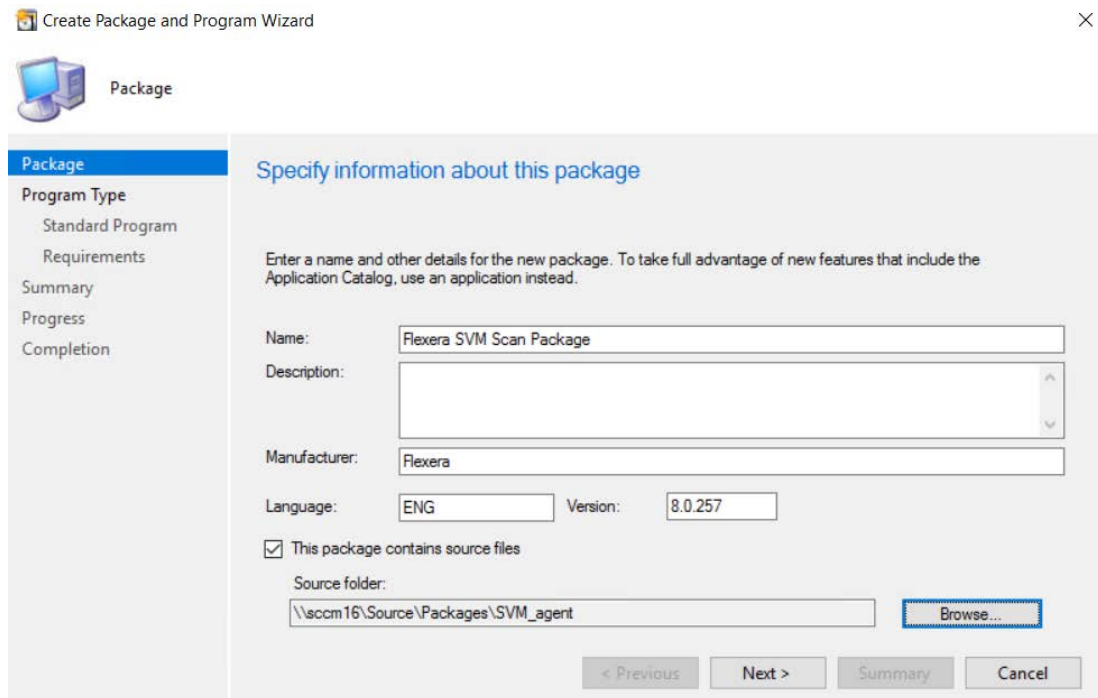 Create Package and Program Wizard
Package
Package
Program Type
Standard Program
Requirements
Summary
Progress
Completion
Specify information about this package
Enter a name and other details for the new package. To take full advantage of new features that include the
Application Catalog, use an application instead.
Name: Flexera SVM Scan Package
Description:
Manufacturer: Flexera
Language: ENG Version: 8.0.257
This package contains source files
Source folder:
\\sccm16\Source\Packages\SVM_agent Browse...
< Previous Next > Summary Cancel